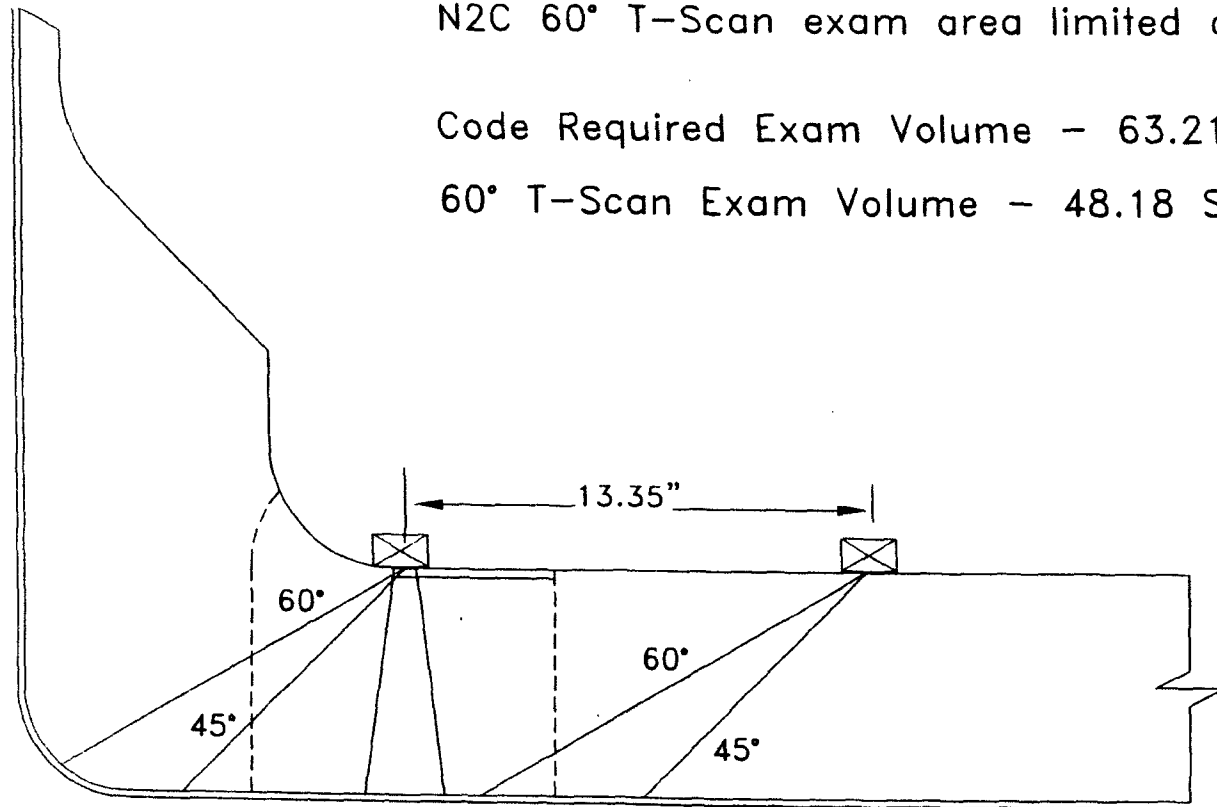 N2C 60° T-Scan exam area limited
Code Required Exam Volume - 63.21
60° T-Scan Exam Volume - 48.18
13.35"
60°
60°
45°
45°